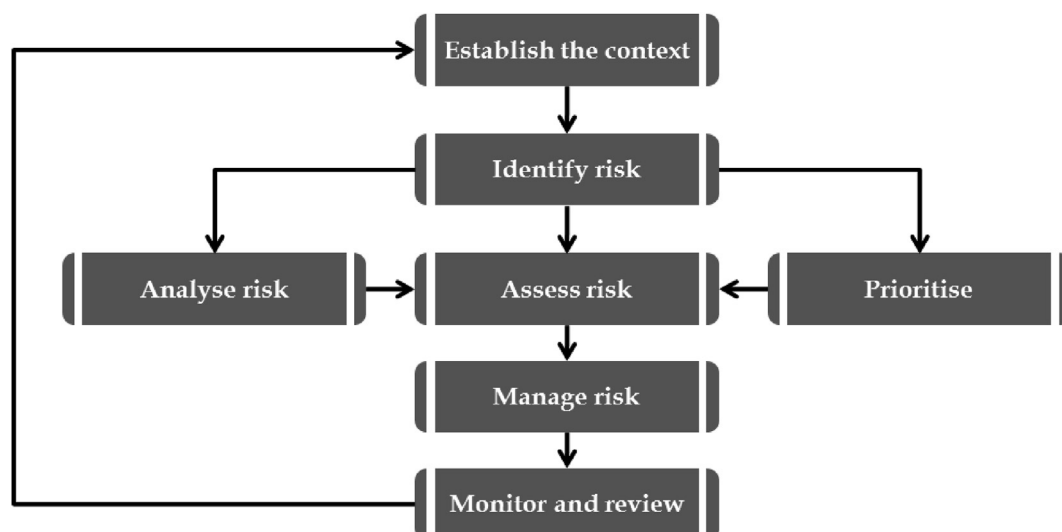 Establish the context
Identify risk
Analyse risk
Assess risk
Prioritise
Manage risk
Monitor and review